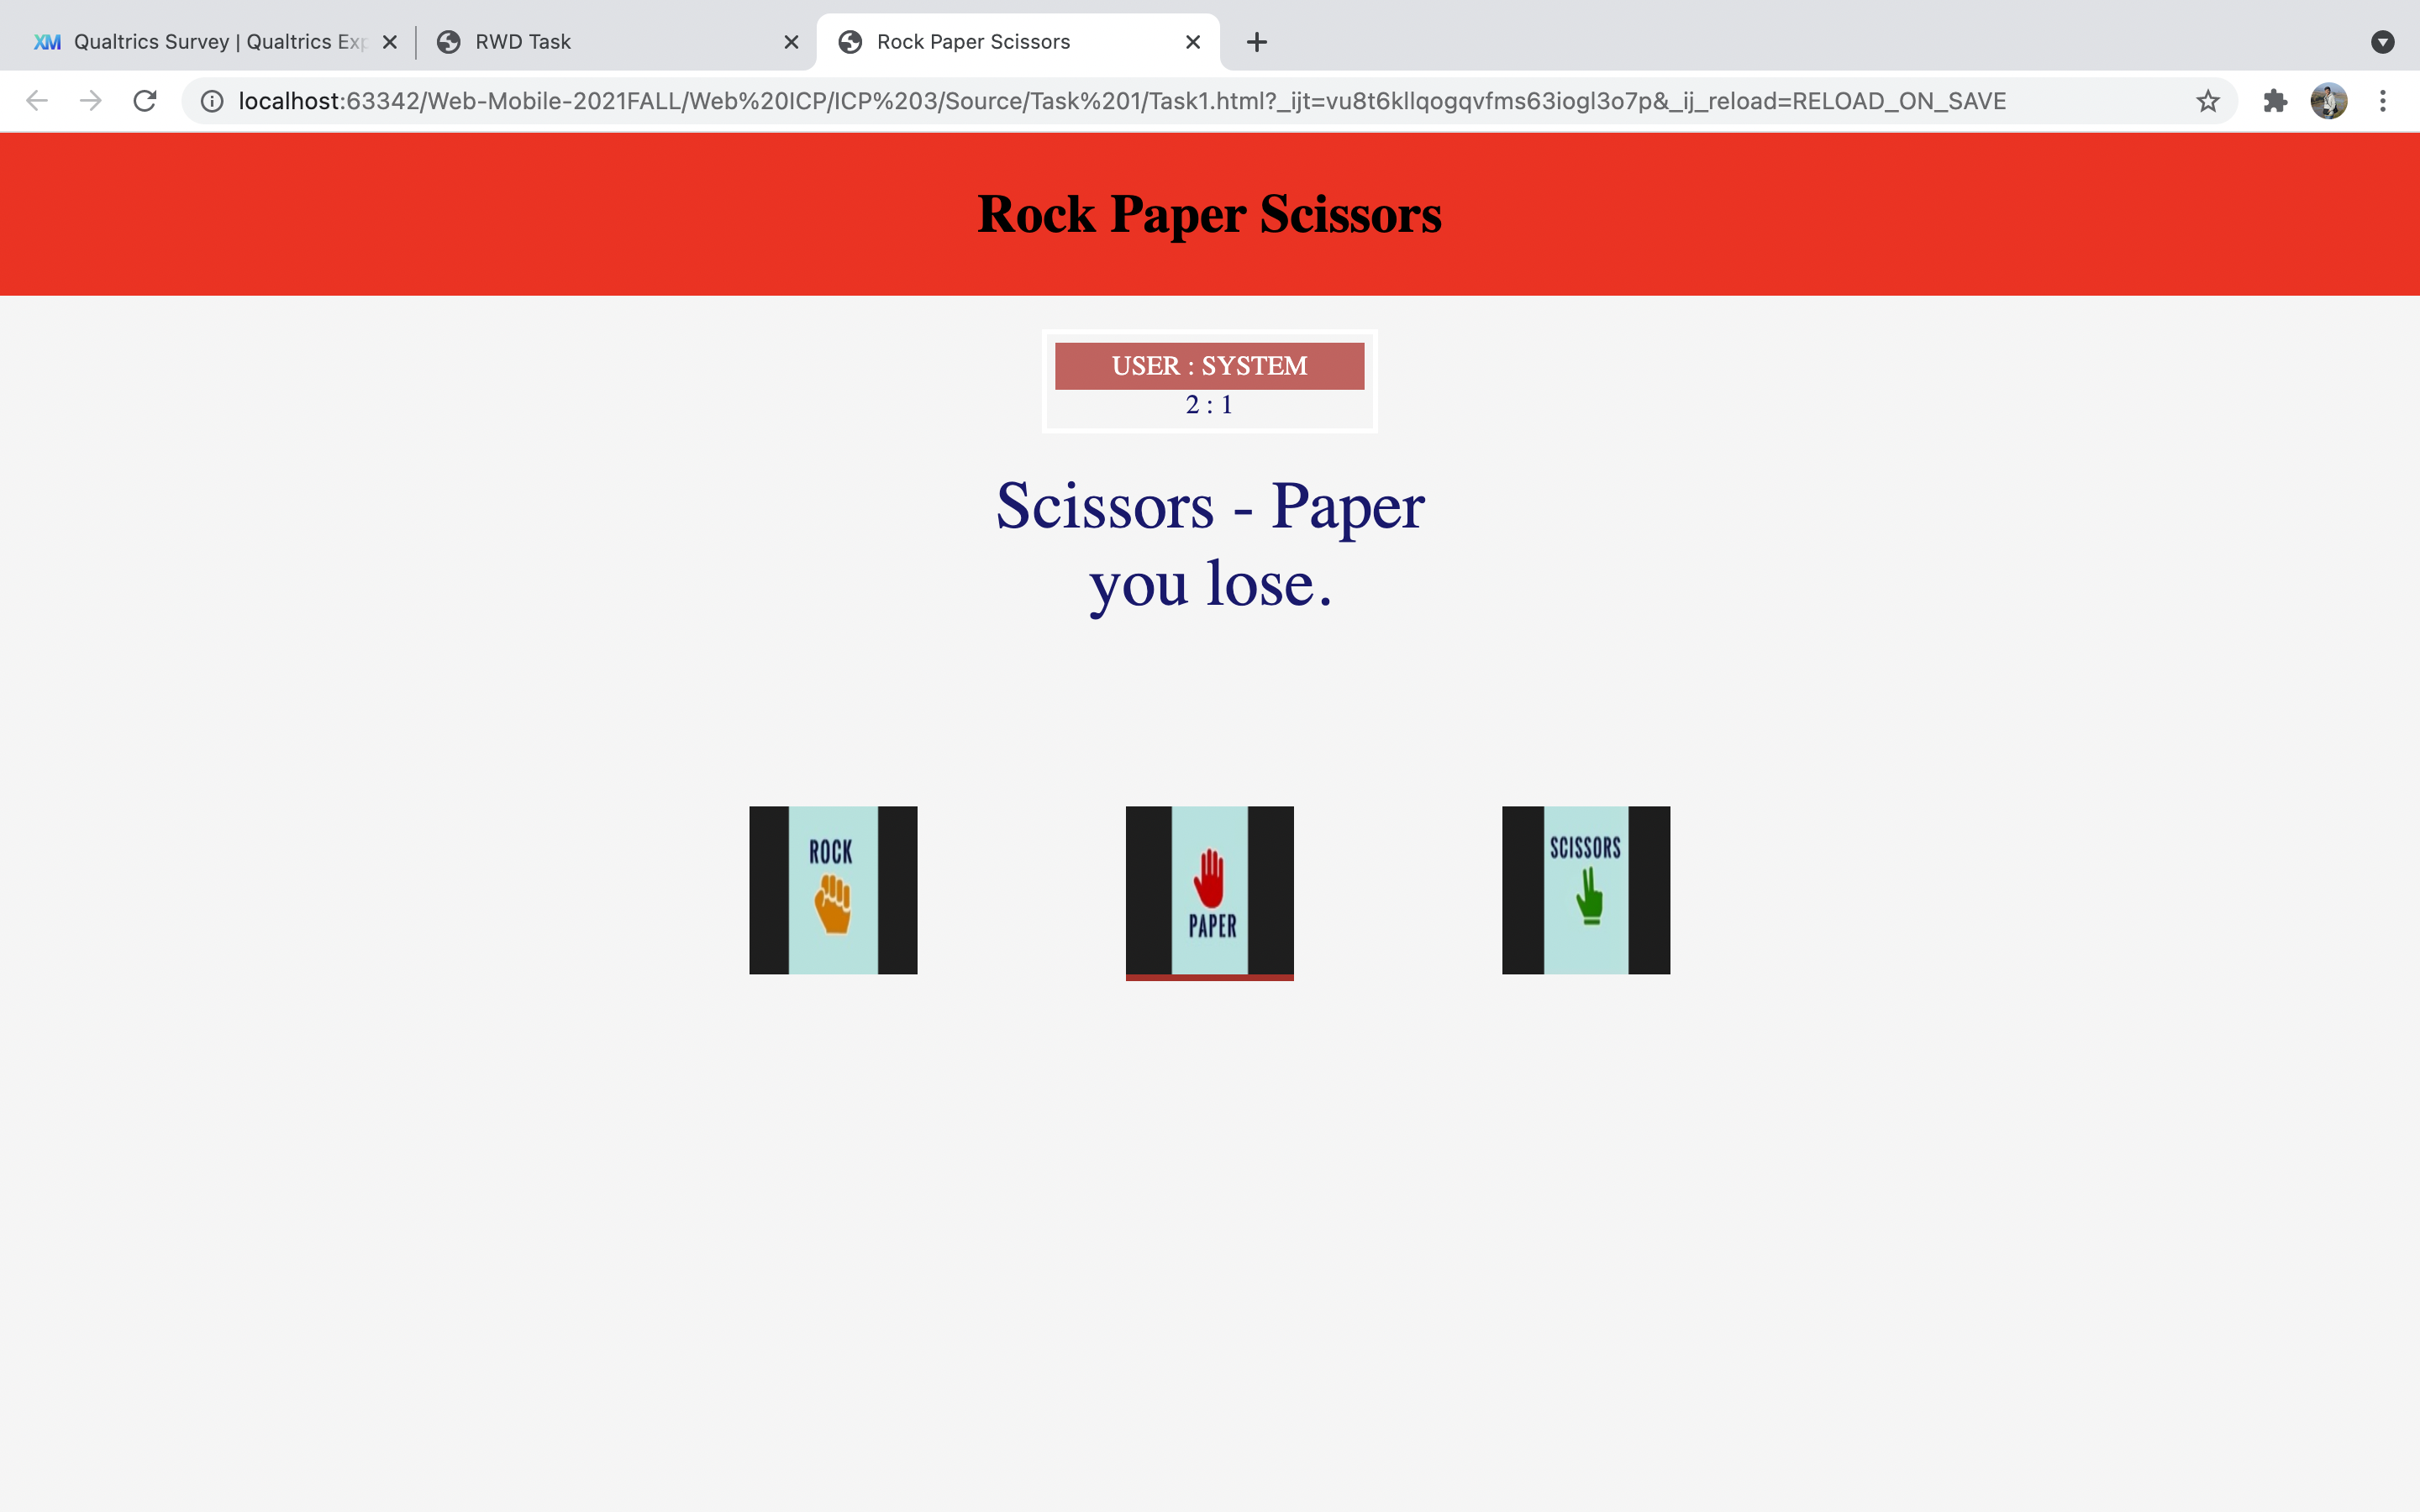 Qualtrics Survey | Qualtrics Exp
RWD Task
Rock Paper Scissors
localhost:63342/Web-Mobile-2021FALL/Web%20ICP/ICP%203/Source/Task%201/Task1.html?_ijt=vu8t6kllqogqvfms63iogl3o7p&_ij_reload=RELOAD_ON_SAVE
Rock Paper Scissors
USER : SYSTEM
2 : 1
Scissors - Paper
you lose.
ROCK
PAPER
SCISSORS